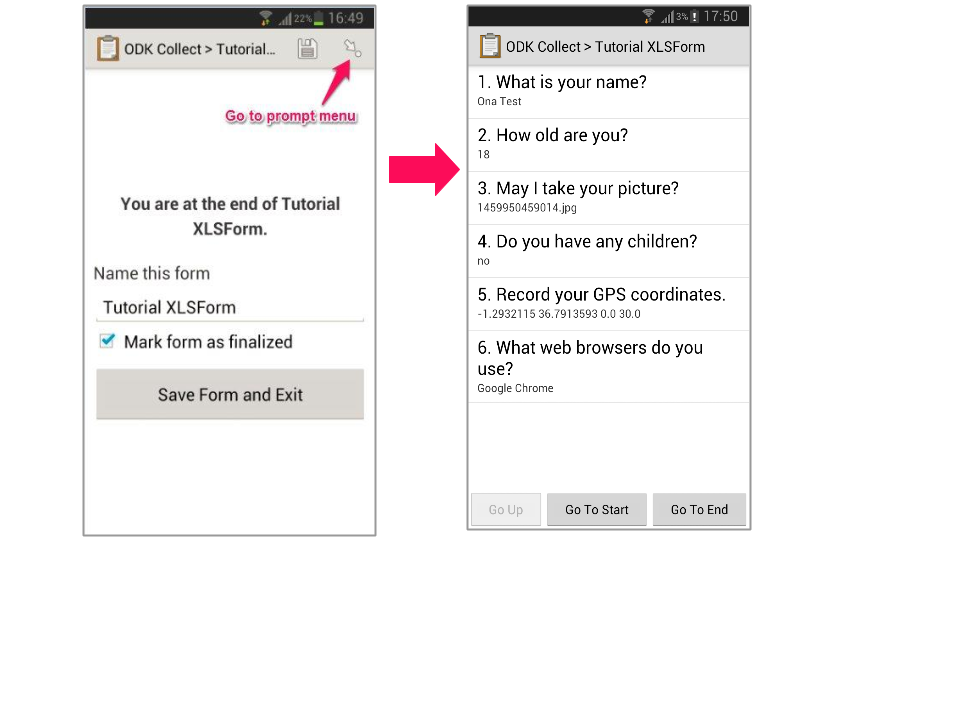 22% 16:49
ODK Collect > Tutorial...
Go to prompt menu
You are at the end of Tutorial
XLSForm.
Name this form
Tutorial XLSForm
Mark form as finalized
Save Form and Exit
3% 17:50
ODK Collect > Tutorial XLSForm
1. What is your name?
Ona Test
2. How old are you?
18
3. May I take your picture?
1459950459014.jpg
4. Do you have any children?
no
5. Record your GPS coordinates.
-1.2932115 36.7913593 0.0 30.0
6. What web browsers do you
use?
Google Chrome
Go Up Go To Start Go To End